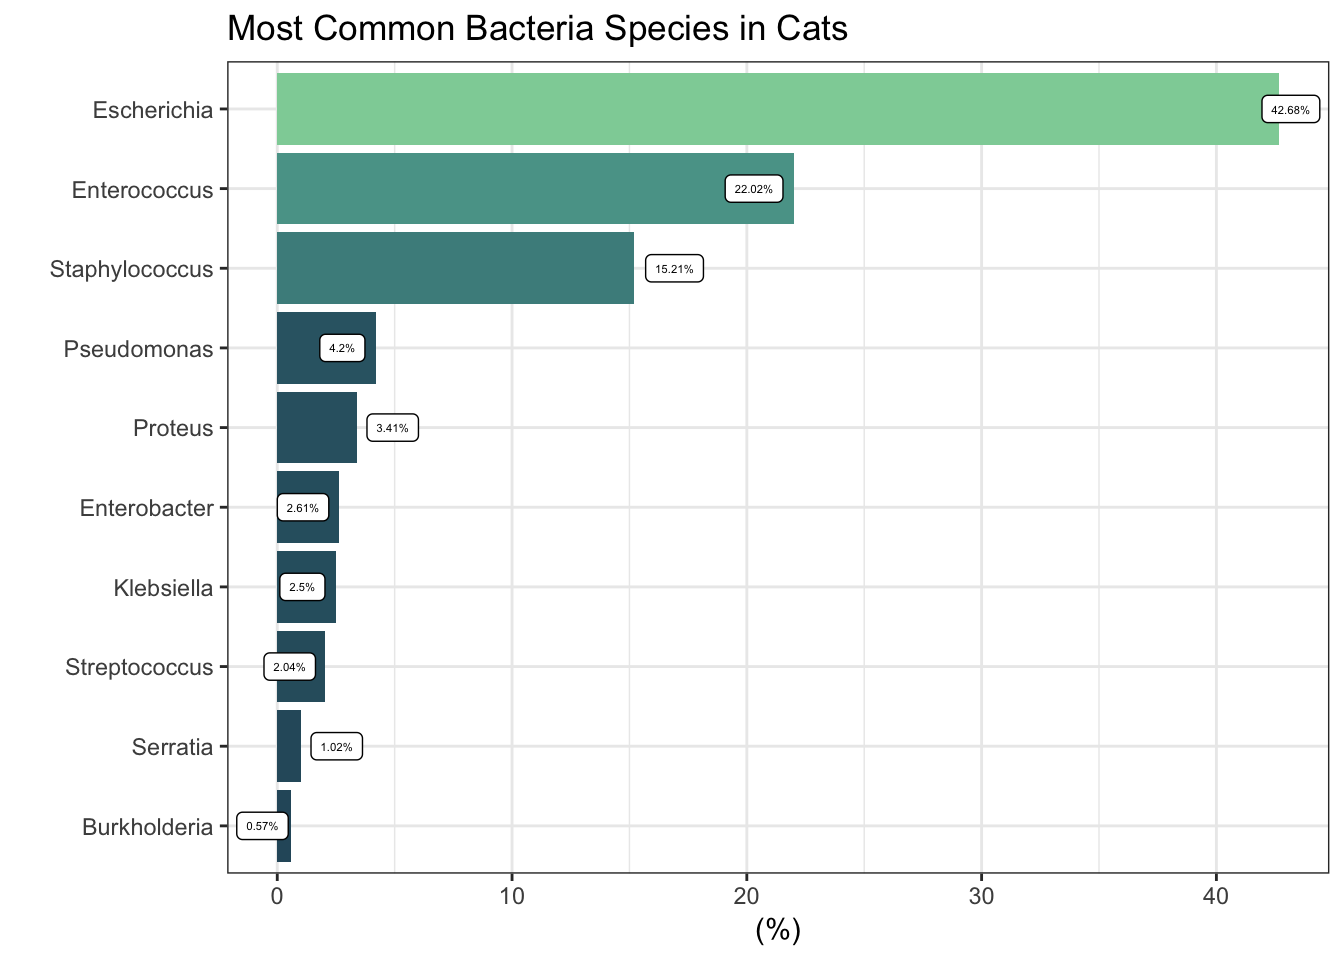 Most Common Bacteria Species in Cats
Escherichia
42.68%
Enterococcus
22.02%
Staphylococcus
15.21%
Pseudomonas
4.2%
Proteus
3.41%
Enterobacter
2.61%
Klebsiella
2.5%
Streptococcus
2.04%
Serratia
1.02%
Burkholderia
0.57%
0 10 20 30 40
(%)